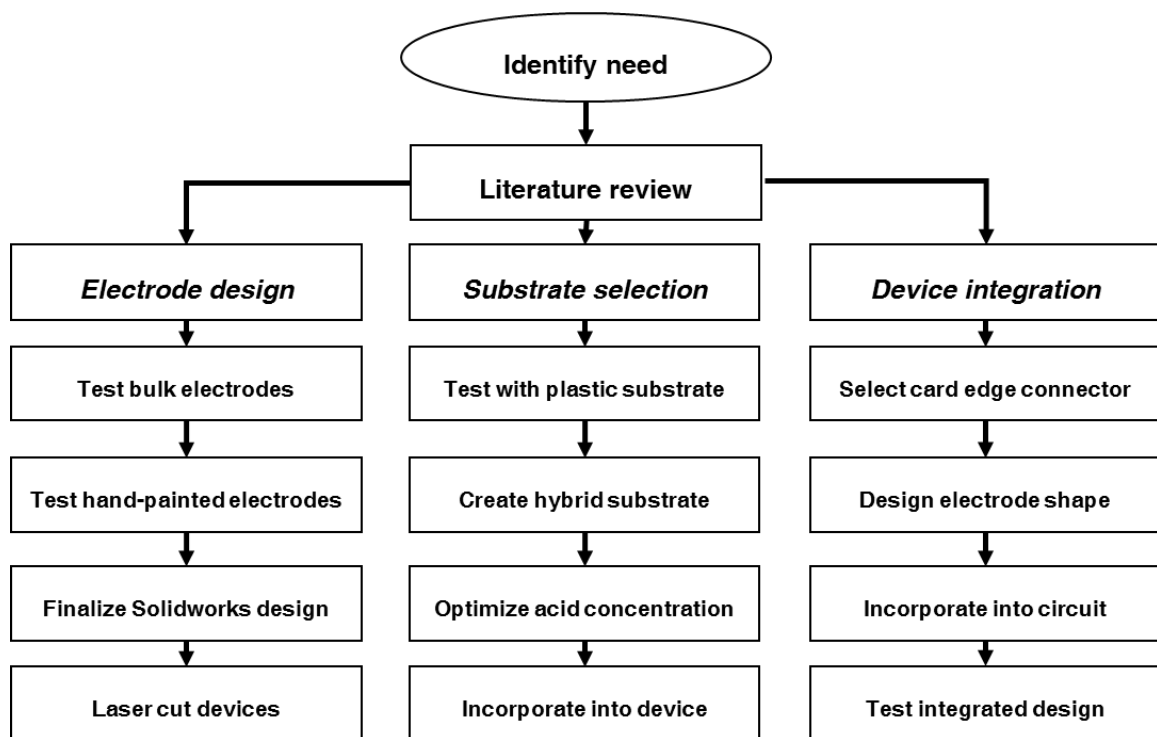 Identify need
Literature review
Electrode design
Substrate selection
Device integration
Test bulk electrodes
Test with plastic substrate
Select card edge connector
Test hand-painted electrodes
Create hybrid substrate
Design electrode shape
Finalize Solidworks design
Optimize acid concentration
Incorporate into circuit
Laser cut devices
Incorporate into device
Test integrated design